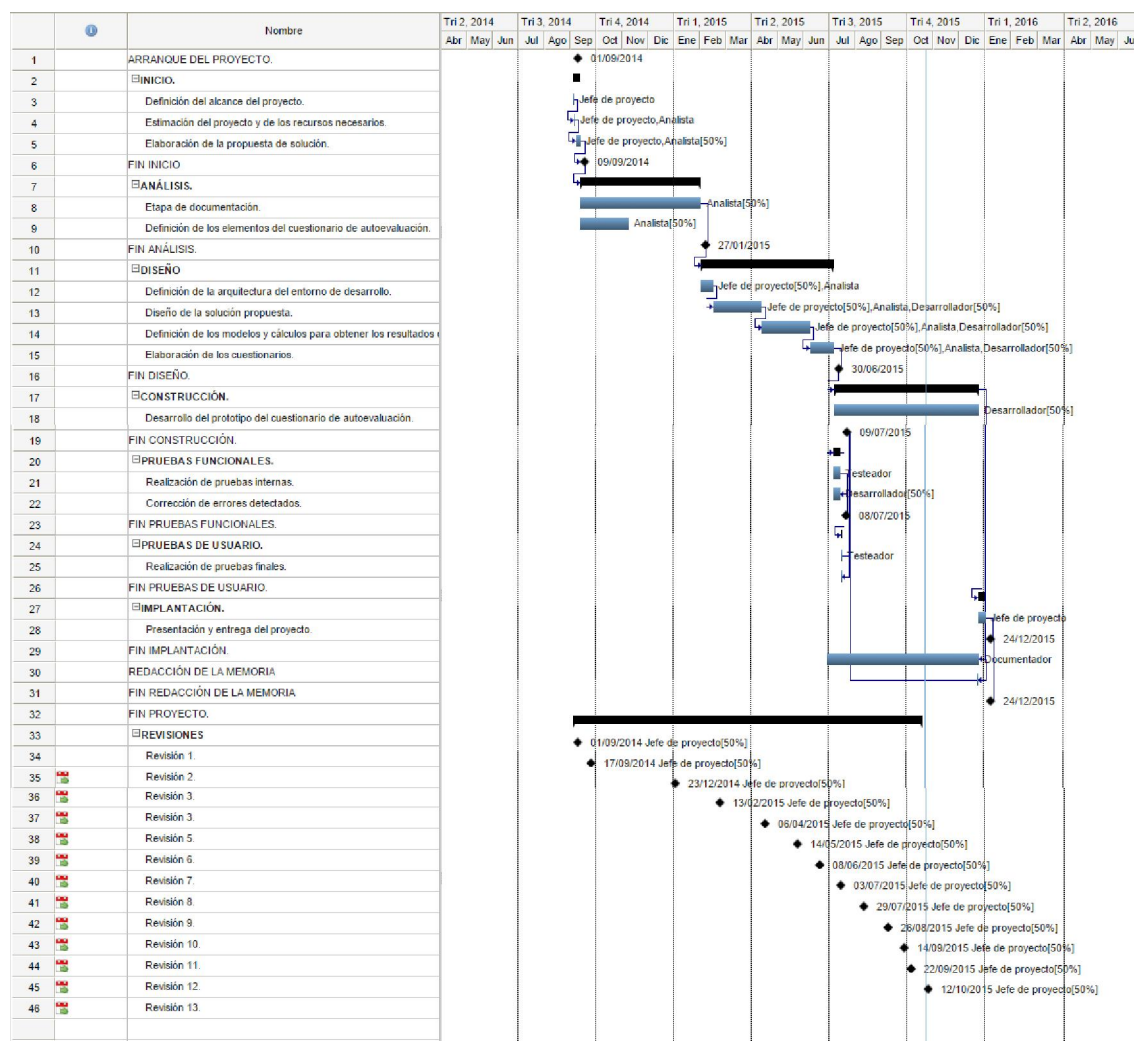 Nombre
Tri 2, 2014 Tri 3, 2014 Tri 4, 2014 Tri 1, 2015 Tri 2, 2015 Tri 3, 2015 Tri 4, 2015 Tri 1, 2016 Tri 2, 2016
Abr May Jun Jul Ago Sep Oct Nov Dic Ene Feb Mar Abr May Jun Jul Ago Sep Oct Nov Dic Ene Feb Mar Abr May Ju
1 ARRANQUE DEL PROYECTO. 01/09/2014
2 INICIO.
3 Definición del alcance del proyecto. Jefe de proyecto
4 Estimación del proyecto y de los recursos necesarios. Jefe de proyecto,Analista
5 Elaboración de la propuesta de solución. Jefe de proyecto,Analista[50%]
6 FIN INICIO 09/09/2014
7 ANÁLISIS.
8 Etapa de documentación. Analista[50%]
9 Definición de los elementos del cuestionario de autoevaluación. Analista[50%]
10 FIN ANÁLISIS. 27/01/2015
11 DISEÑO
12 Definición de la arquitectura del entorno de desarrollo. Jefe de proyecto[50%],Analista
13 Diseño de la solución propuesta. Jefe de proyecto[50%],Analista,Desarrollador[50%]
14 Definición de los modelos y cálculos para obtener los resultados Jefe de proyecto[50%],Analista,Desarrollador[50%]
15 Elaboración de los cuestionarios. Jefe de proyecto[50%],Analista,Desarrollador[50%]
16 FIN DISEÑO. 30/06/2015
17 CONSTRUCCIÓN.
18 Desarrollo del prototipo del cuestionario de autoevaluación. Desarrollador[50%]
19 FIN CONSTRUCCIÓN. 09/07/2015
20 PRUEBAS FUNCIONALES.
21 Realización de pruebas internas. Testeador
22 Corrección de errores detectados. Desarrollador[50%]
23 FIN PRUEBAS FUNCIONALES. 08/07/2015
24 PRUEBAS DE USUARIO.
25 Realización de pruebas finales. Testeador
26 FIN PRUEBAS DE USUARIO.
27 IMPLANTACIÓN.
28 Presentación y entrega del proyecto. Jefe de proyecto
29 FIN IMPLANTACIÓN. 24/12/2015
30 REDACCIÓN DE LA MEMORIA Documentador
31 FIN REDACCIÓN DE LA MEMORIA
32 FIN PROYECTO. 24/12/2015
33 REVISIONES
34 Revisión 1. 01/09/2014 Jefe de proyecto[50%]
35 Revisión 2. 17/09/2014 Jefe de proyecto[50%]
36 Revisión 3. 23/12/2014 Jefe de proyecto[50%]
37 Revisión 3. 13/02/2015 Jefe de proyecto[50%]
38 Revisión 5. 06/04/2015 Jefe de proyecto[50%]
39 Revisión 6. 14/05/2015 Jefe de proyecto[50%]
40 Revisión 7. 08/06/2015 Jefe de proyecto[50%]
41 Revisión 8. 03/07/2015 Jefe de proyecto[50%]
42 Revisión 9. 29/07/2015 Jefe de proyecto[50%]
43 Revisión 10. 26/08/2015 Jefe de proyecto[50%]
44 Revisión 11. 14/09/2015 Jefe de proyecto[50%]
45 Revisión 12. 22/09/2015 Jefe de proyecto[50%]
46 Revisión 13. 12/10/2015 Jefe de proyecto[50%]